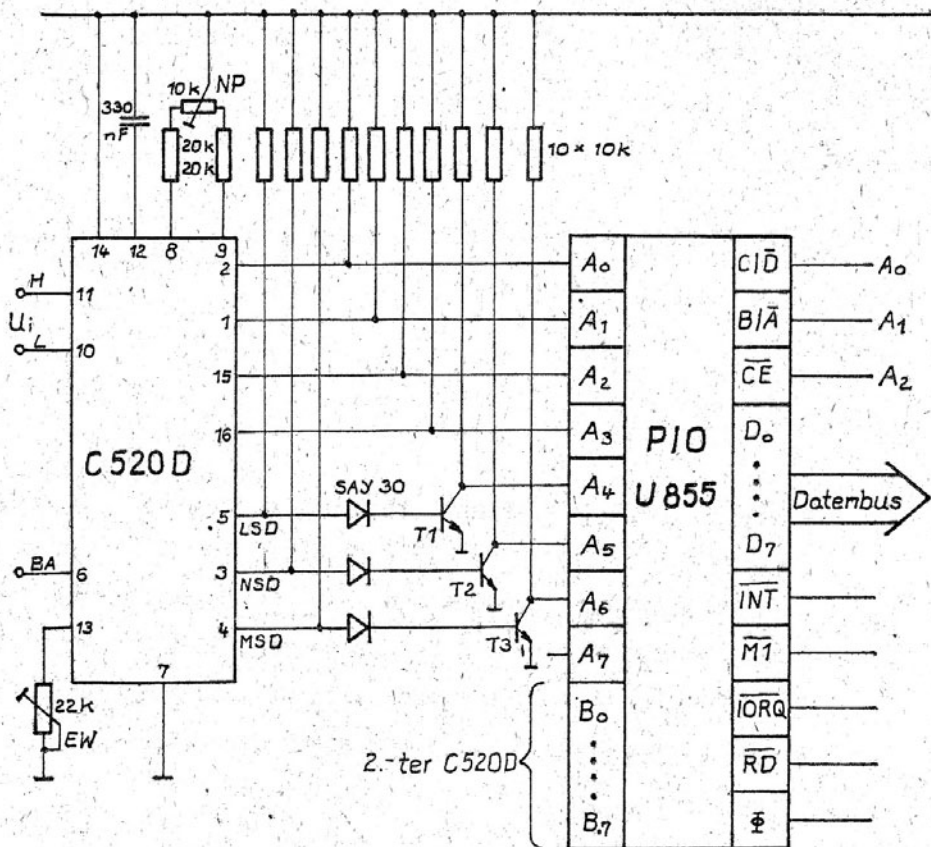 10k NP
330
nF
20k
20k
10 × 10k
14 12 8 9
2
A₀
C/D̅
A₀
H
11
Ui
L
10
1
A₁
B/A̅
A₁
15
A₂
C̅E̅
A₂
16
A₃
PIO
U855
D₀
C520D
SAY 30
A₄
Datenbus
5
LSD
T1
A₅
D₇
BA
6
3
NSD
T2
A₆
I̅N̅T̅
13
4
MSD
T3
A₇
M̅1̅
7
22k
EW
B₀
I̅O̅R̅Q̅
2.-ter C520D
R̅D̅
B.7
Φ